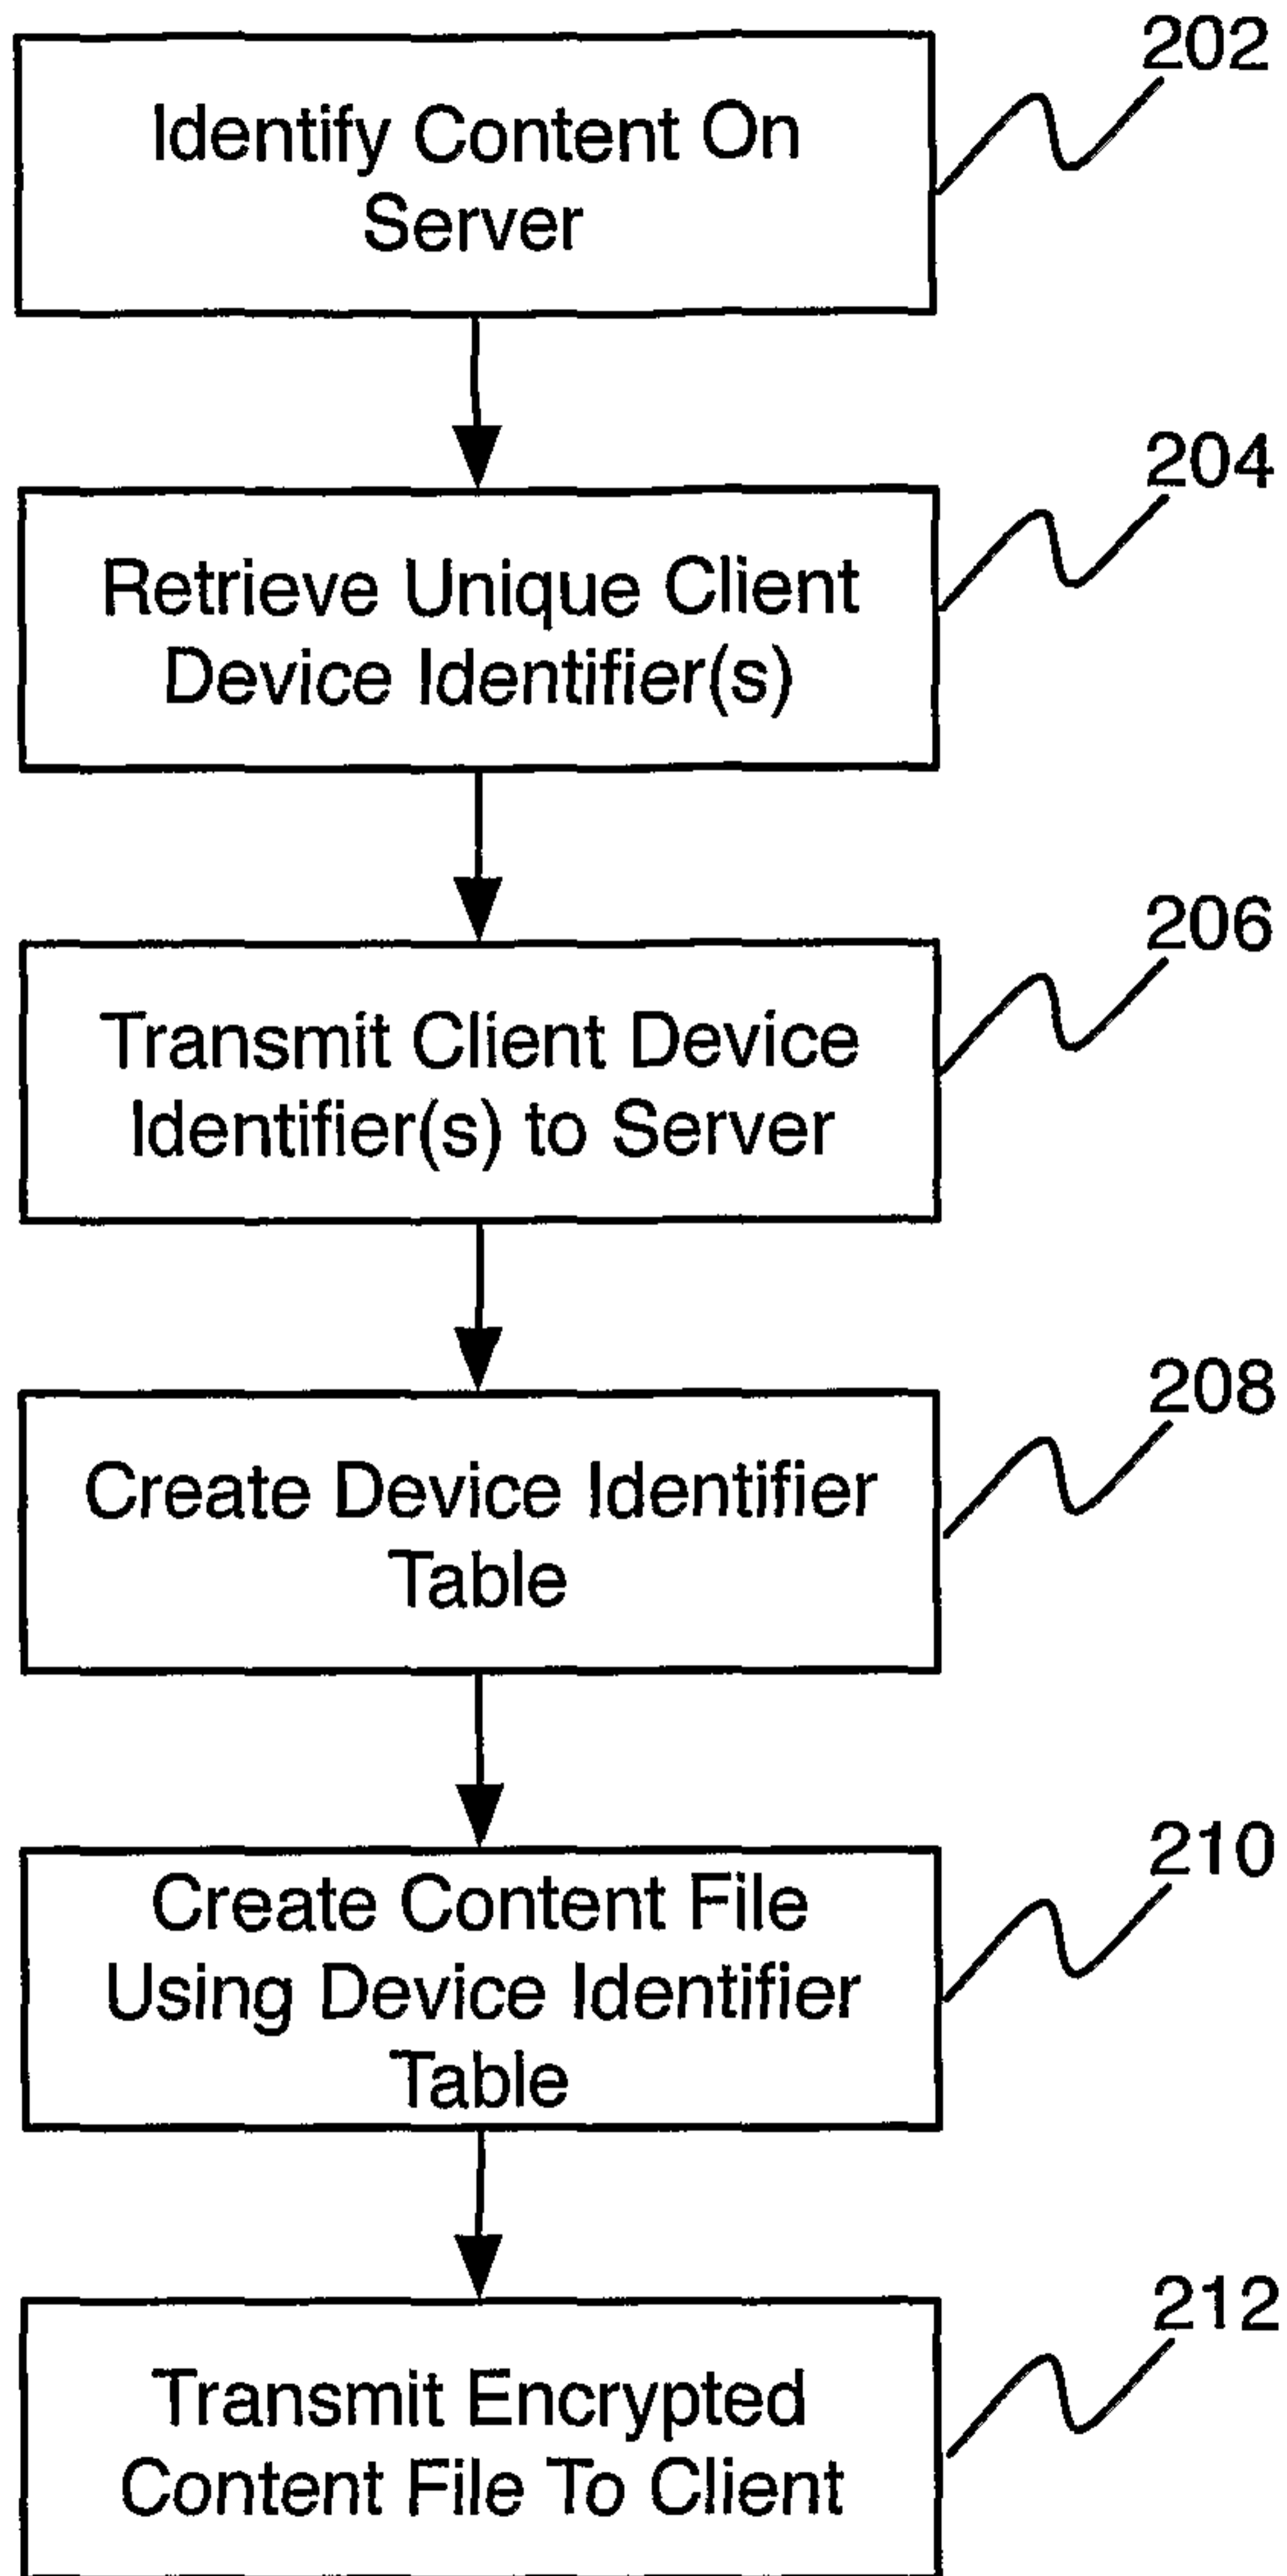 202
Identify Content On
Server
204
Retrieve Unique Client
Device Identifier(s)
206
Transmit Client Device
Identifier(s) to Server
208
Create Device Identifier
Table
210
Create Content File
Using Device Identifier
Table
212
Transmit Encrypted
Content File To Client